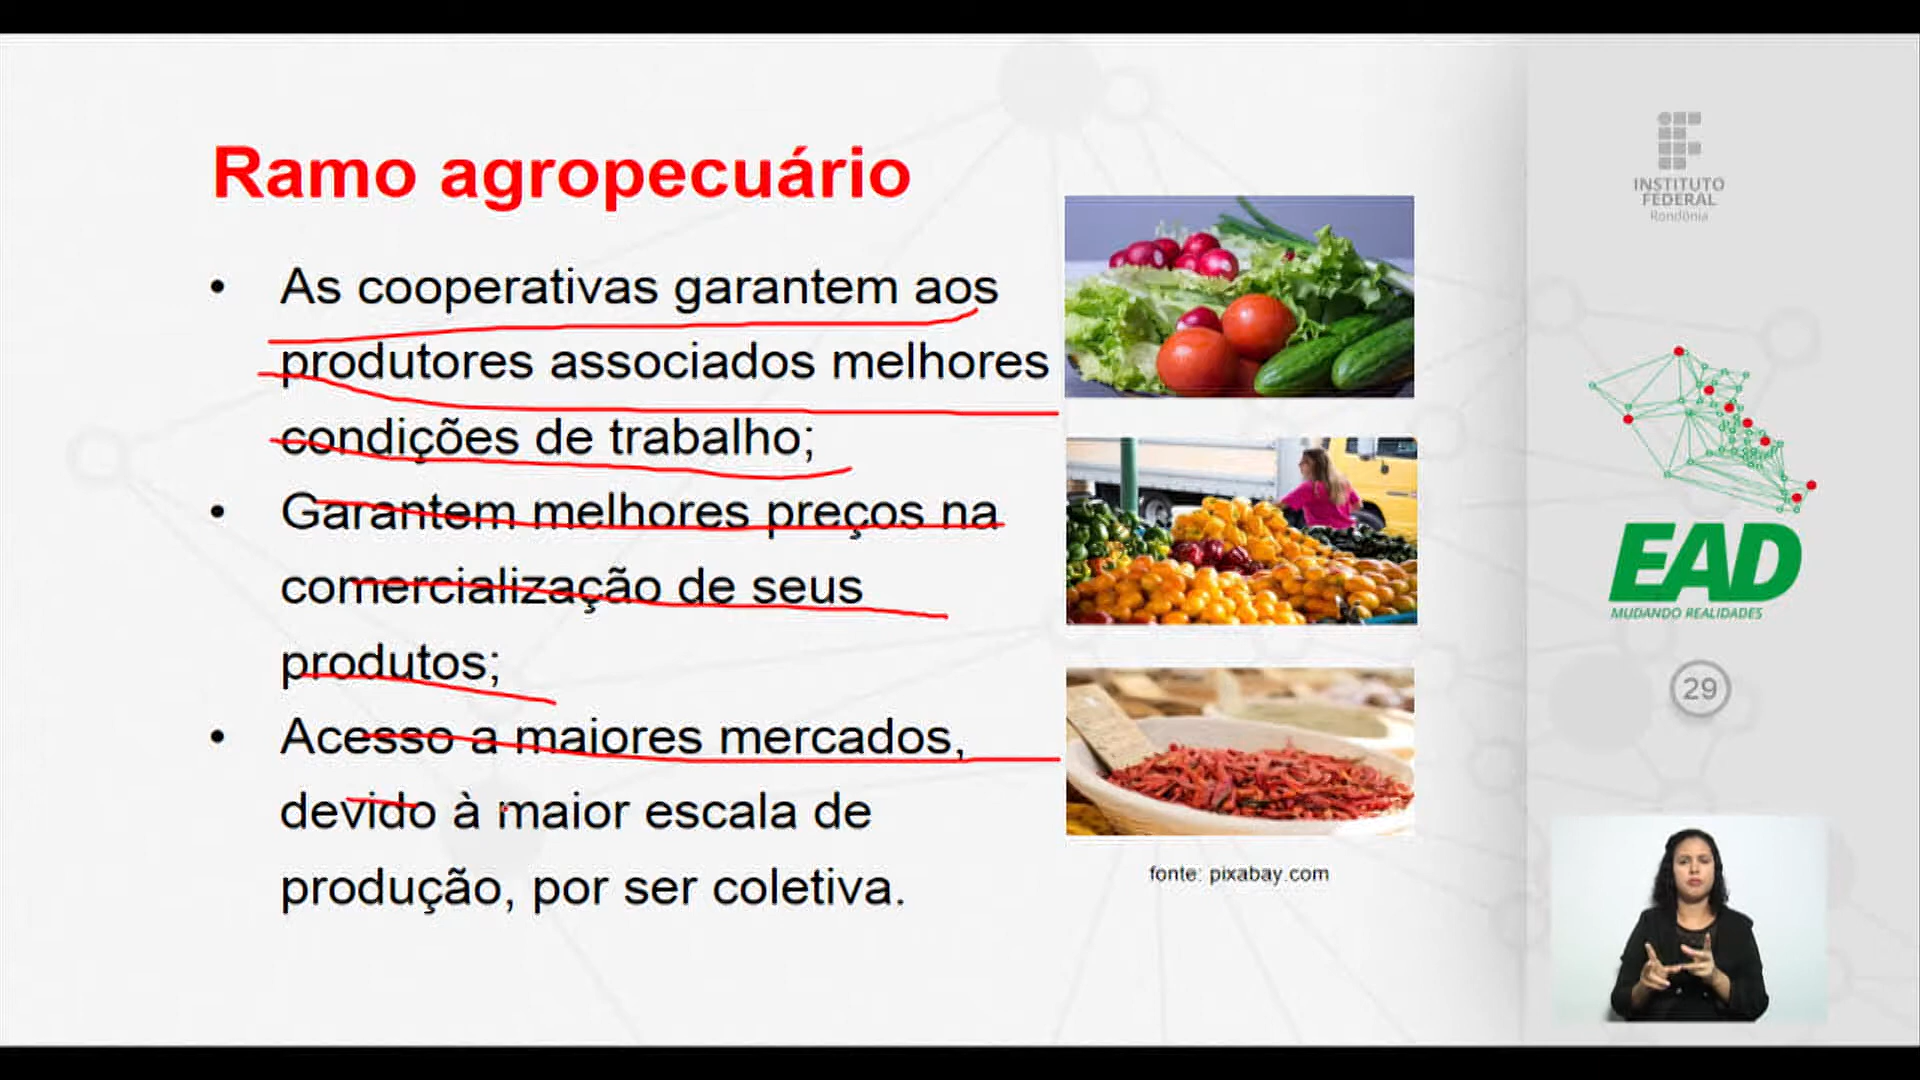 Ramo agropecuário
• As cooperativas garantem aos
produtores associados melhores
condições de trabalho;
• Garantem melhores preços na
comercialização de seus
produtos;
• Acesso a maiores mercados,
devido à maior escala de
produção, por ser coletiva.
fonte: pixabay.com
INSTITUTO
FEDERAL
Rondônia
EAD
MUDANDO REALIDADES
29